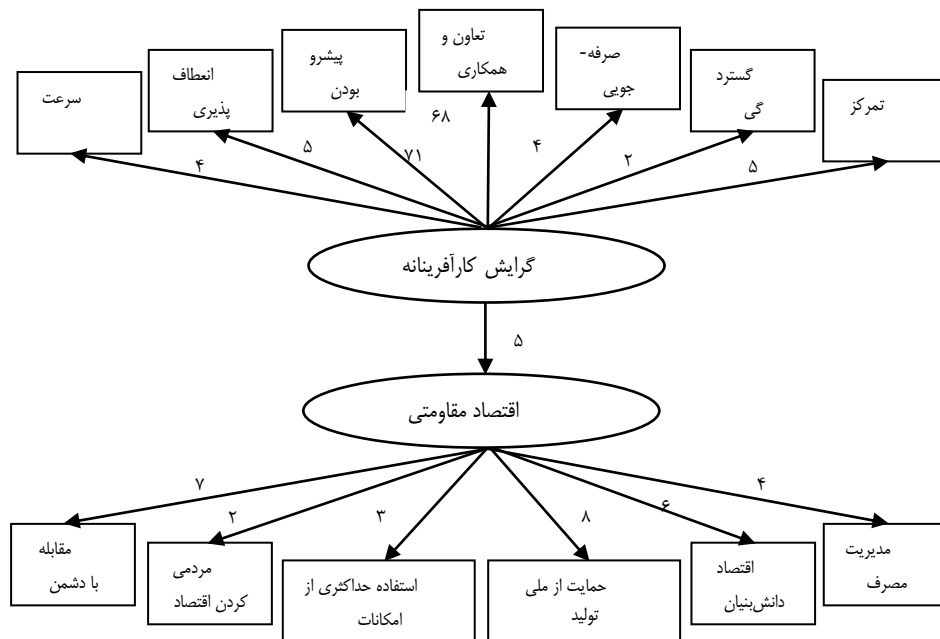 تعاون و
همکاری
پیشرو
بودن
صرفه-
جویی
انعطاف
پذیری
گسترد
گی
سرعت
تمرکز
۶۸
۷۱
۴
۵
۲
۴
۵
گرایش کارآفرینانه
۵
اقتصاد مقاومتی
۷
۲
۳
۸
۶
۴
مقابله
با دشمن
مردمی
کردن اقتصاد
استفاده حداکثری از
امکانات
حمایت از ملی
تولید
اقتصاد
دانش‌بنیان
مدیریت
مصرف